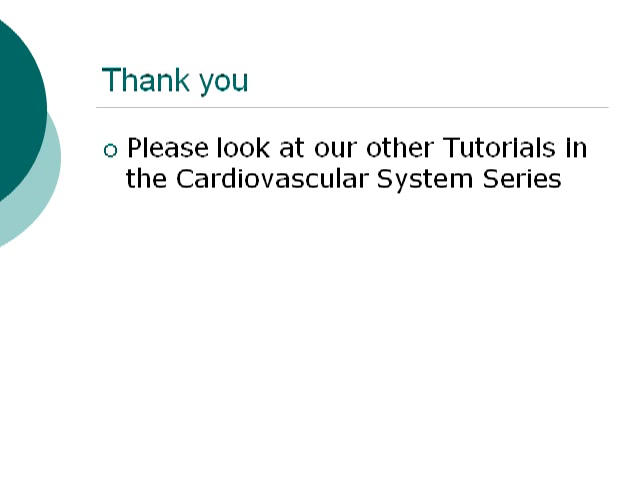 Thank you
Please look at our other Tutorials in
the Cardiovascular System Series